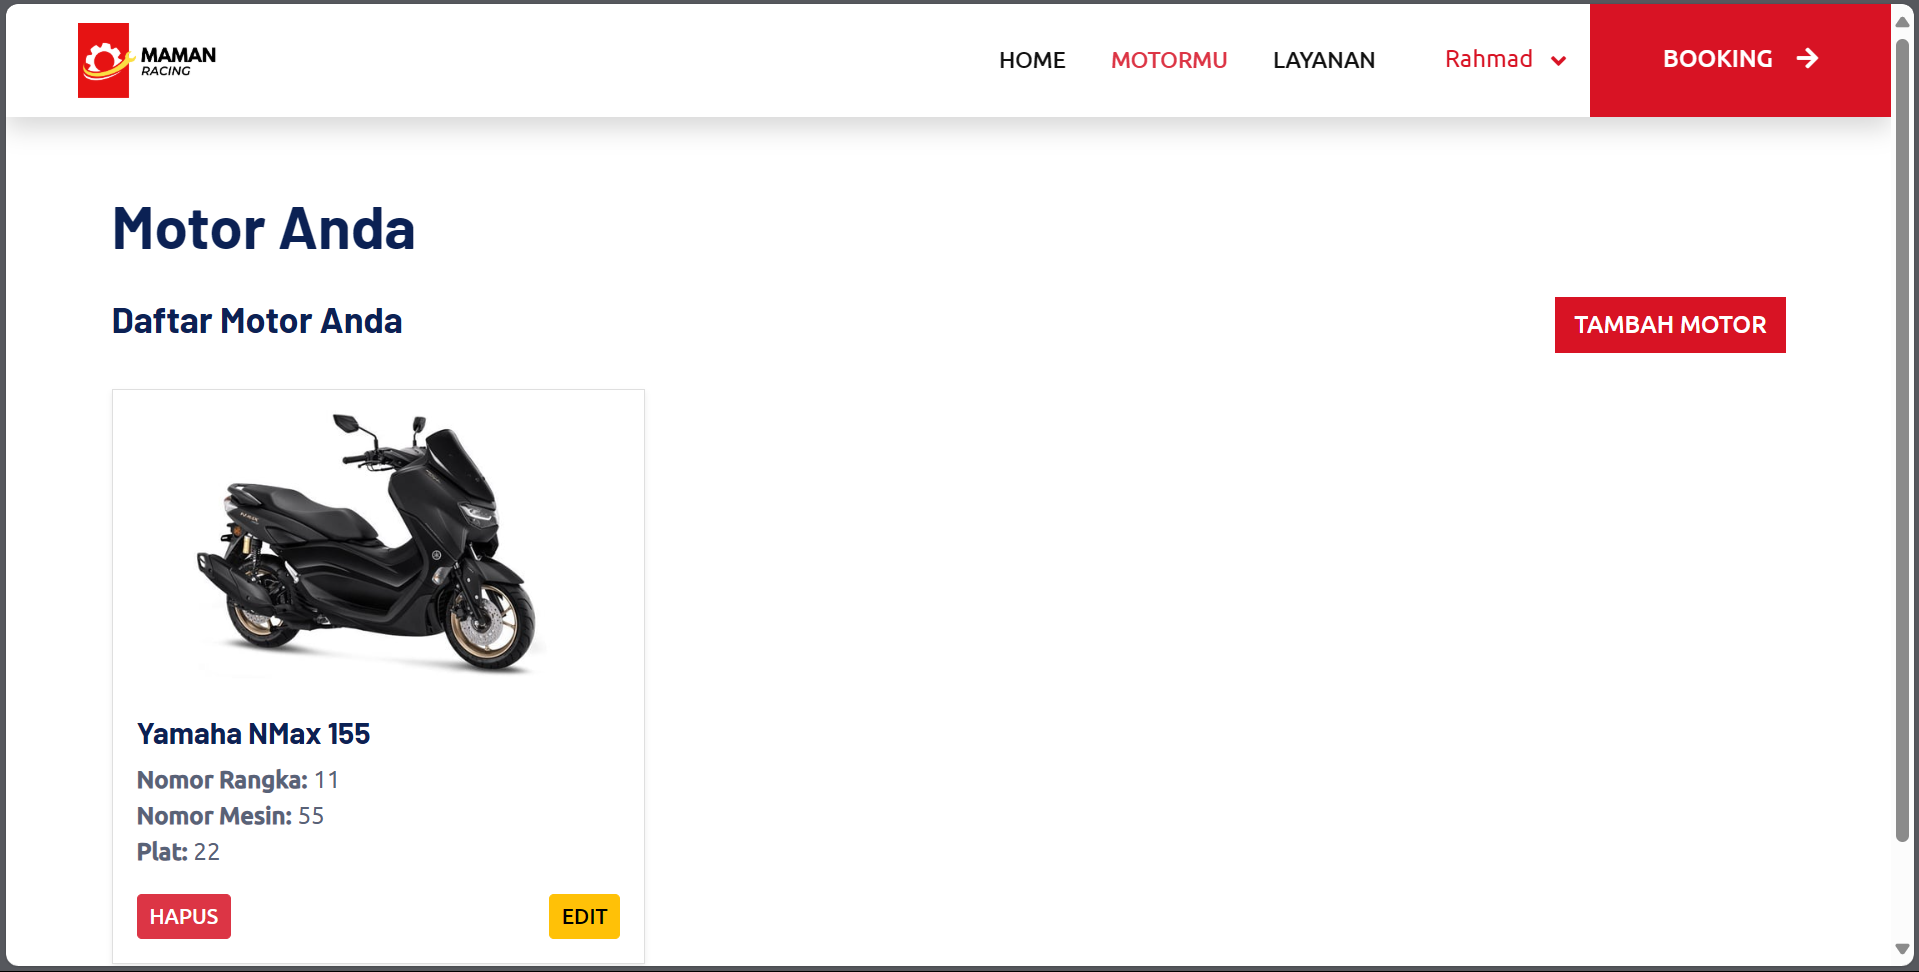 MAMAN
RACING
HOME
MOTORMU
LAYANAN
Rahmad
BOOKING
Motor Anda
Daftar Motor Anda
TAMBAH MOTOR
Yamaha NMax 155
Nomor Rangka: 11
Nomor Mesin: 55
Plat: 22
HAPUS
EDIT